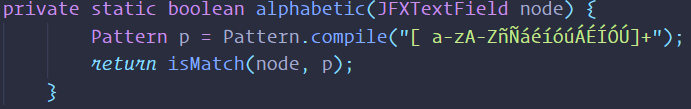 private static boolean alphabetic(JFXTextField node) {
Pattern p = Pattern.compile("[ a-zA-ZñÑáéíóúÁÉÍÓÚ]+");
return isMatch(node, p);
}